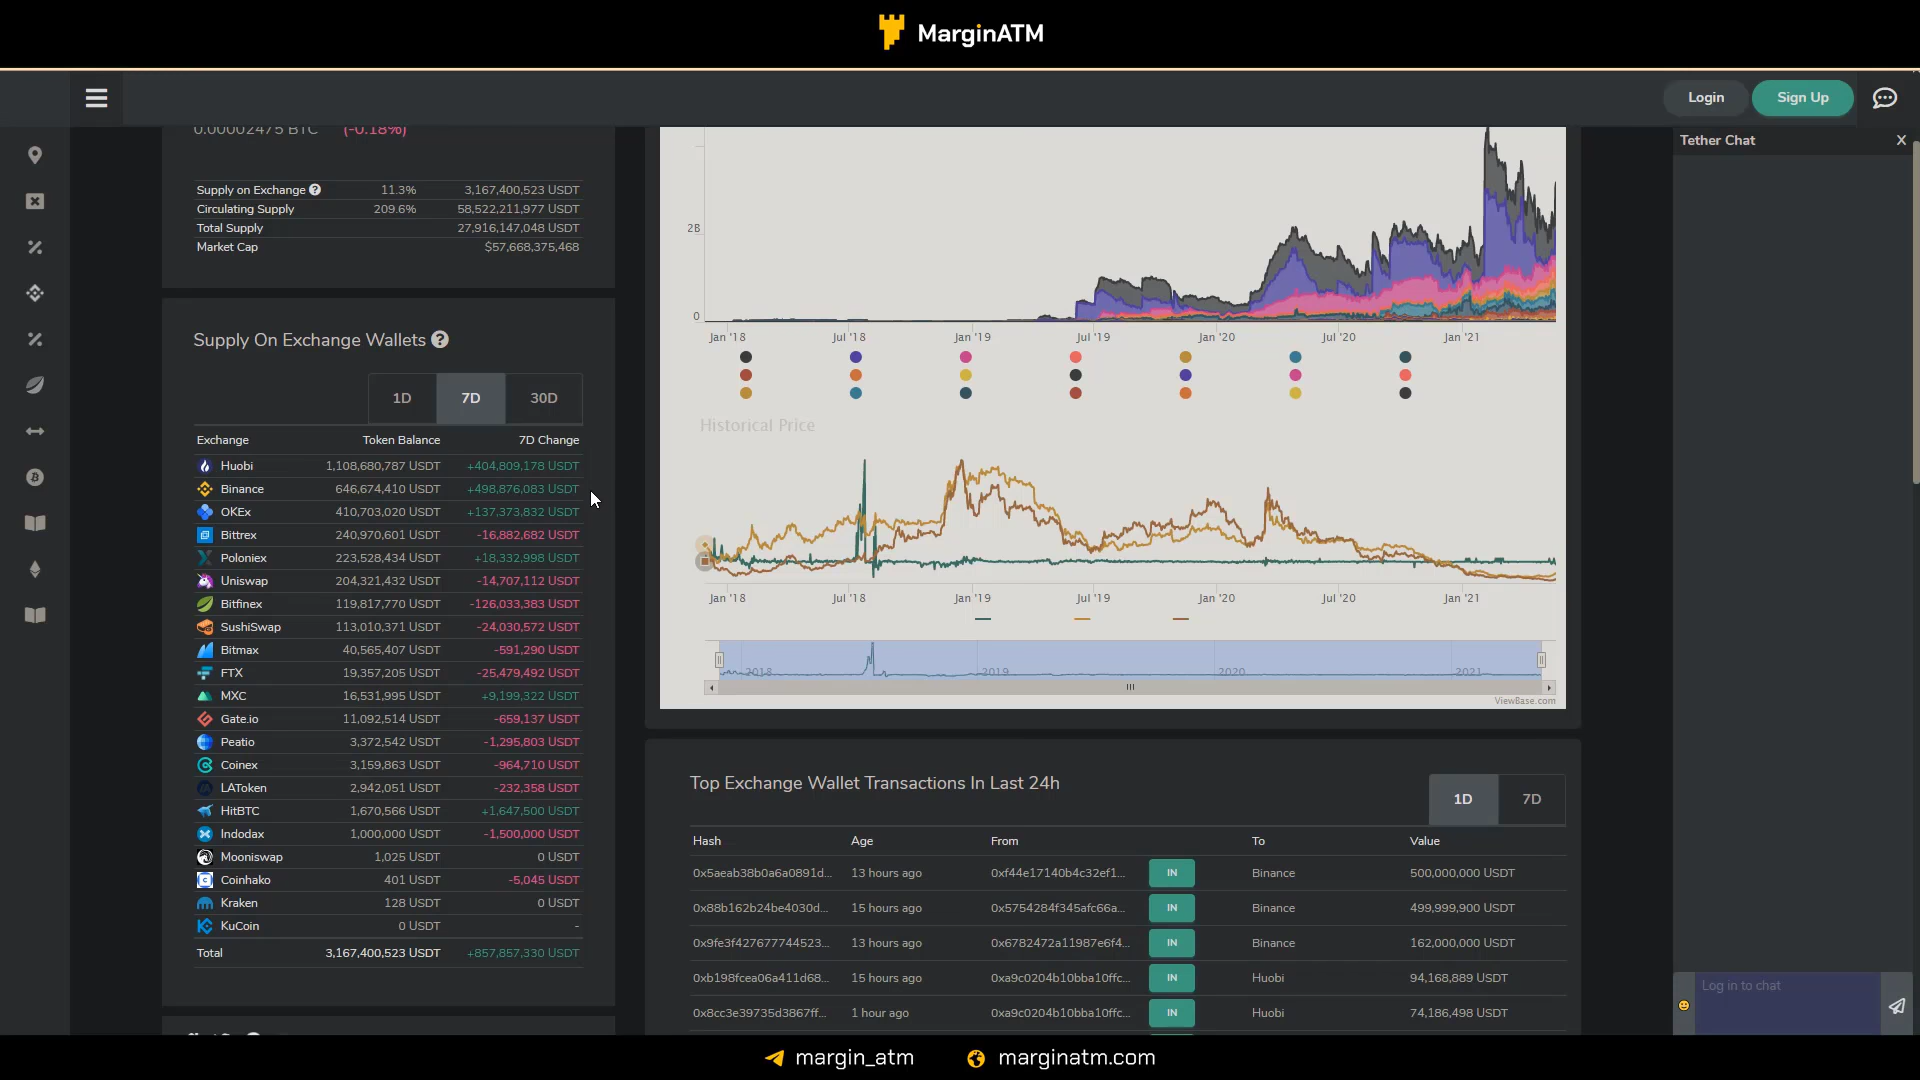 MarginATM
Login
Sign Up
0.00002475 BTC (-0.18%)
Supply on Exchange 11.3% 3,167,400,523 USDT
Circulating Supply 209.6% 58,522,211,977 USDT
Total Supply 27,916,147,048 USDT
Market Cap $57,668,375,468
Supply On Exchange Wallets
1D 7D 30D
Exchange Token Balance 7D Change
Huobi 1,108,680,787 USDT +404,809,178 USDT
Binance 646,674,410 USDT +498,876,083 USDT
OKEx 410,703,020 USDT +137,373,832 USDT
Bittrex 240,970,601 USDT -16,882,682 USDT
Poloniex 223,528,434 USDT +18,332,998 USDT
Uniswap 204,321,432 USDT -14,707,112 USDT
Bitfinex 119,817,770 USDT -126,033,383 USDT
SushiSwap 113,010,371 USDT -24,030,572 USDT
Bitmax 40,565,407 USDT -591,290 USDT
FTX 19,357,205 USDT -25,479,492 USDT
MXC 16,531,995 USDT +9,199,322 USDT
Gate.io 11,092,514 USDT -659,137 USDT
Peatio 3,372,542 USDT -1,295,803 USDT
Coinex 3,159,863 USDT -964,710 USDT
LAToken 2,942,051 USDT -232,358 USDT
HitBTC 1,670,566 USDT +1,647,500 USDT
Indodax 1,000,000 USDT -1,500,000 USDT
Mooniswap 1,025 USDT 0 USDT
Coinhako 401 USDT -5,045 USDT
Kraken 128 USDT 0 USDT
KuCoin 0 USDT -
Total 3,167,400,523 USDT +857,857,330 USDT
2B
0
Jan '18 Jul '18 Jan '19 Jul '19 Jan '20 Jul '20 Jan '21
Historical Price
Jan '18 Jul '18 Jan '19 Jul '19 Jan '20 Jul '20 Jan '21
2018 2019 2020 2021
ViewBase.com
Top Exchange Wallet Transactions In Last 24h
1D 7D
Hash Age From To Value
0x5aeab38b0a6a0891d... 13 hours ago 0xf44e17140b4c32ef1... IN Binance 500,000,000 USDT
0x88b162b24be4030d... 15 hours ago 0x5754284f345afc66a... IN Binance 499,999,900 USDT
0x9fe3f427677744523... 13 hours ago 0x6782472a11987e6f4... IN Binance 162,000,000 USDT
0xb198fcea06a411d68... 15 hours ago 0xa9c0204b10bba10ffc... IN Huobi 94,168,889 USDT
0x8cc3e39735d3867ff... 1 hour ago 0xa9c0204b10bba10ffc... IN Huobi 74,186,498 USDT
Tether Chat X
Log in to chat
margin_atm
marginatm.com